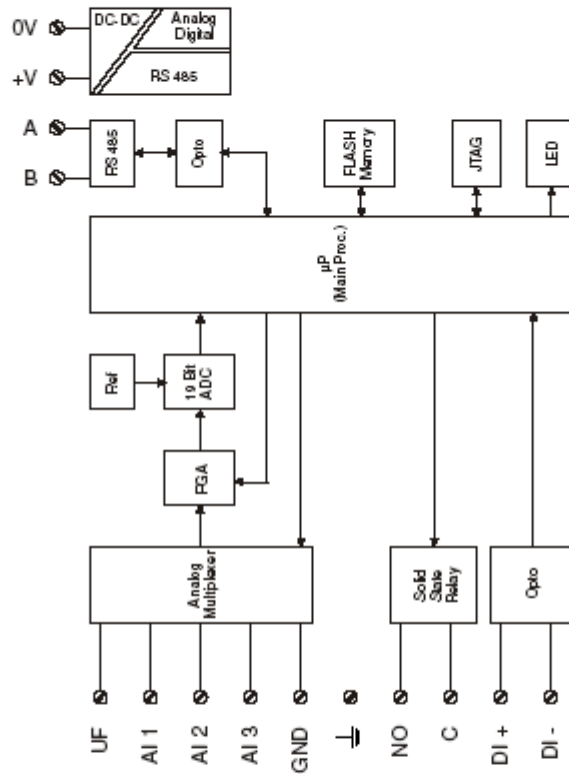 0V
+V
DC-DC
Analog
Digital
RS 485
A
B
RS 485
Opto
FLASH
Memory
JTAG
LED
µP
(Main Proc.)
Ref
19 Bit
ADC
PGA
Analog
Multiplexer
Solid
State
Relay
Opto
UF
AI 1
AI 2
AI 3
GND
NO
C
DI +
DI -